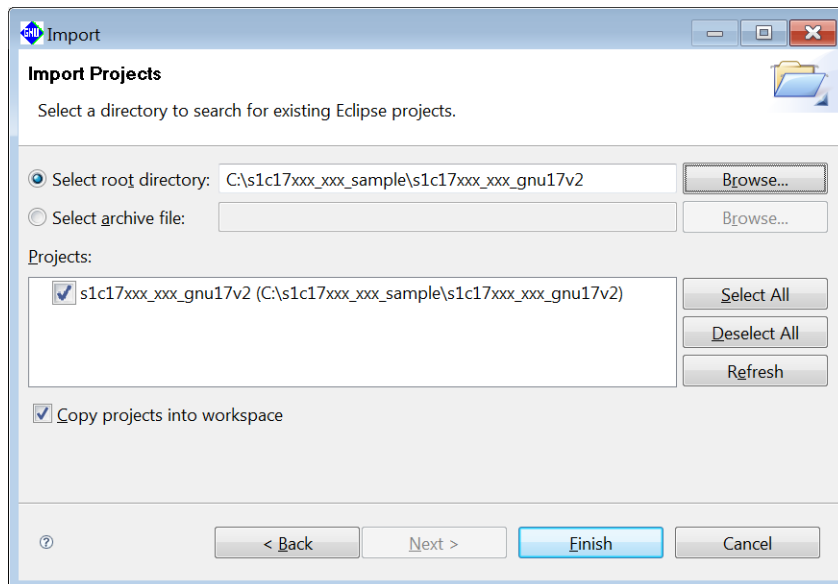 GNU Import
Import Projects
Select a directory to search for existing Eclipse projects.
Select root directory: C:\s1c17xxx_xxx_sample\s1c17xxx_xxx_gnu17v2 Browse...
Select archive file: Browse...
Projects:
s1c17xxx_xxx_gnu17v2 (C:\s1c17xxx_xxx_sample\s1c17xxx_xxx_gnu17v2)
Select All
Deselect All
Refresh
Copy projects into workspace
? < Back Next > Finish Cancel